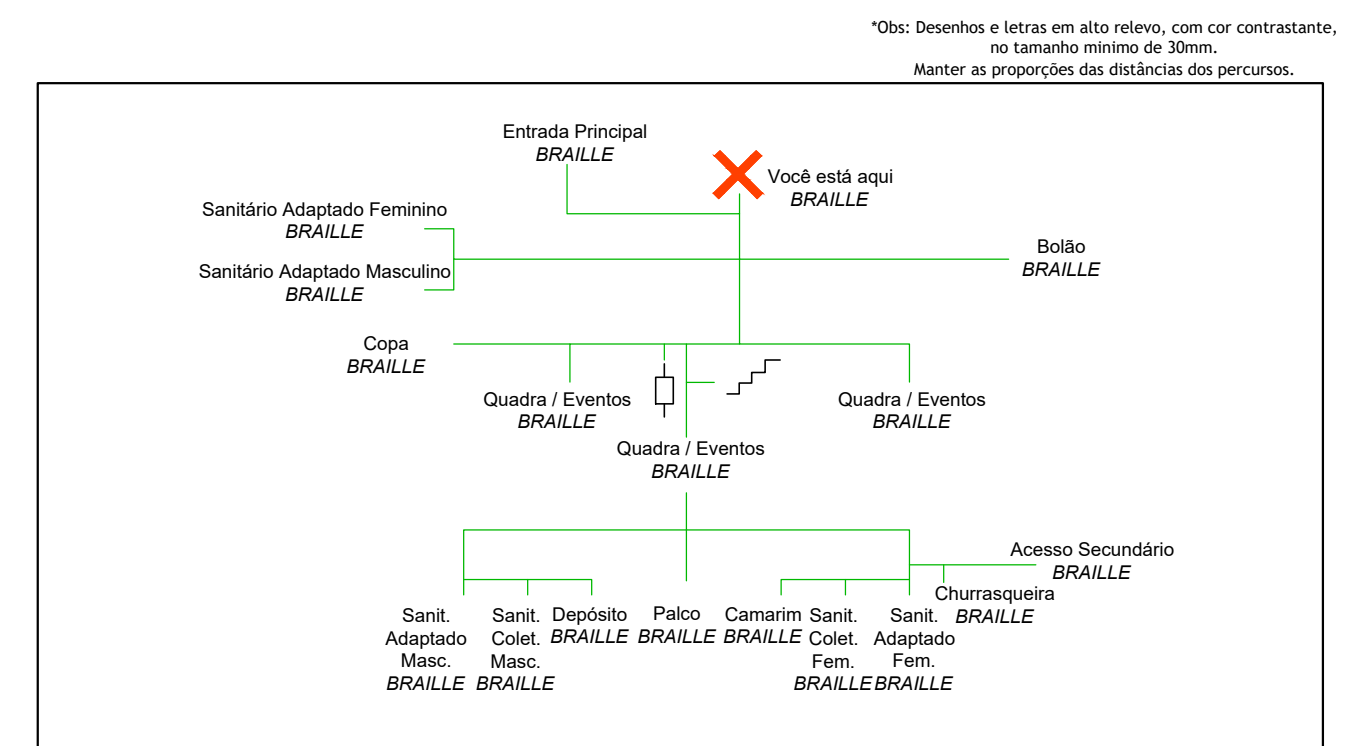 *Obs: Desenhos e letras em alto relevo, com cor contrastante,
no tamanho minimo de 30mm.
Manter as proporções das distâncias dos percursos.
Entrada Principal
BRAILLE
Você está aqui
BRAILLE
Sanitário Adaptado Feminino
BRAILLE
Sanitário Adaptado Masculino
BRAILLE
Bolão
BRAILLE
Copa
BRAILLE
Quadra / Eventos
BRAILLE
Quadra / Eventos
BRAILLE
Quadra / Eventos
BRAILLE
Acesso Secundário
BRAILLE
Churrasqueira
BRAILLE
Sanit.
Adaptado
Masc.
BRAILLE
Sanit.
Colet.
Masc.
BRAILLE
Depósito
BRAILLE
Palco
BRAILLE
Camarim
BRAILLE
Sanit.
Colet.
Fem.
BRAILLE
Sanit.
Adaptado
Fem.
BRAILLE